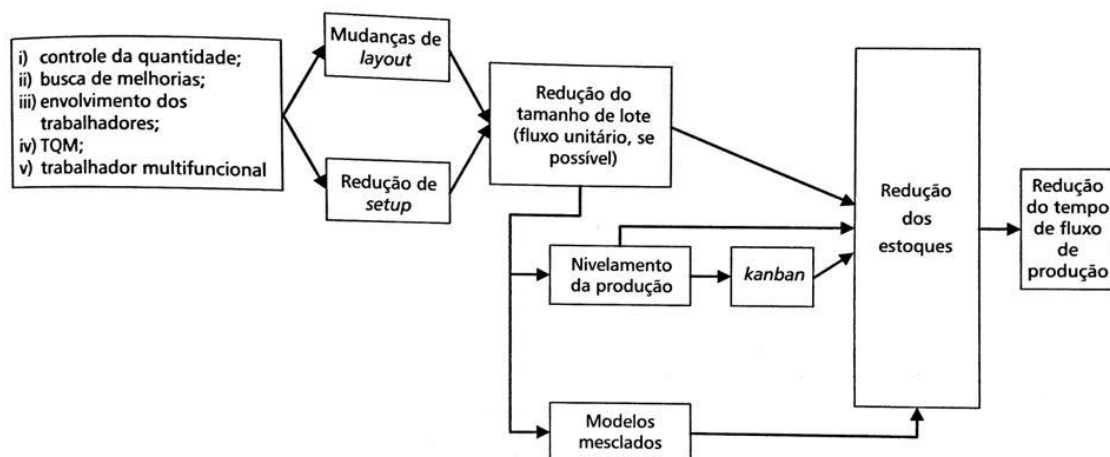 i) controle da quantidade;
ii) busca de melhorias;
iii) envolvimento dos
trabalhadores;
iv) TQM;
v) trabalhador multifuncional
Mudanças de
layout
Redução de
setup
Redução do
tamanho de lote
(fluxo unitário, se
possível)
Nivelamento
da produção
kanban
Modelos
mesclados
Redução
dos
estoques
Redução
do tempo
de fluxo
de
produção